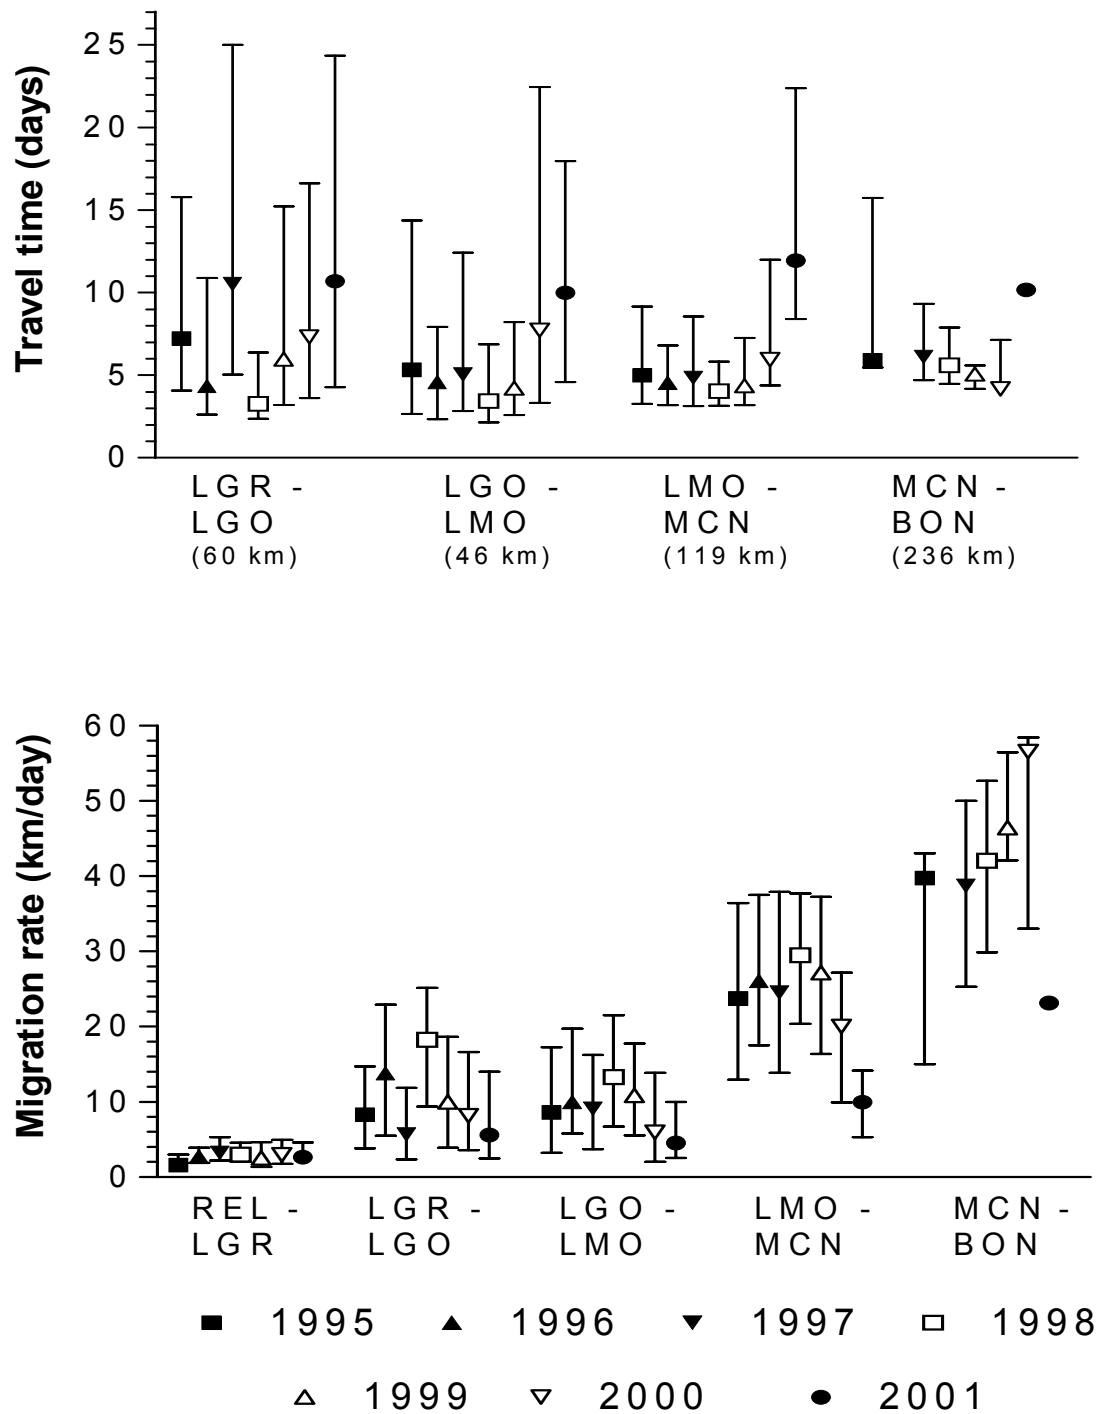 Travel time (days)
25
20
15
10
5
0
LGR - LGO - LMO - MCN -
LGO LMO MCN BON
(60 km) (46 km) (119 km) (236 km)
Migration rate (km/day)
60
50
40
30
20
10
0
REL - LGR - LGO - LMO - MCN -
LGR LGO LMO MCN BON
1995 1996 1997 1998
1999 2000 2001